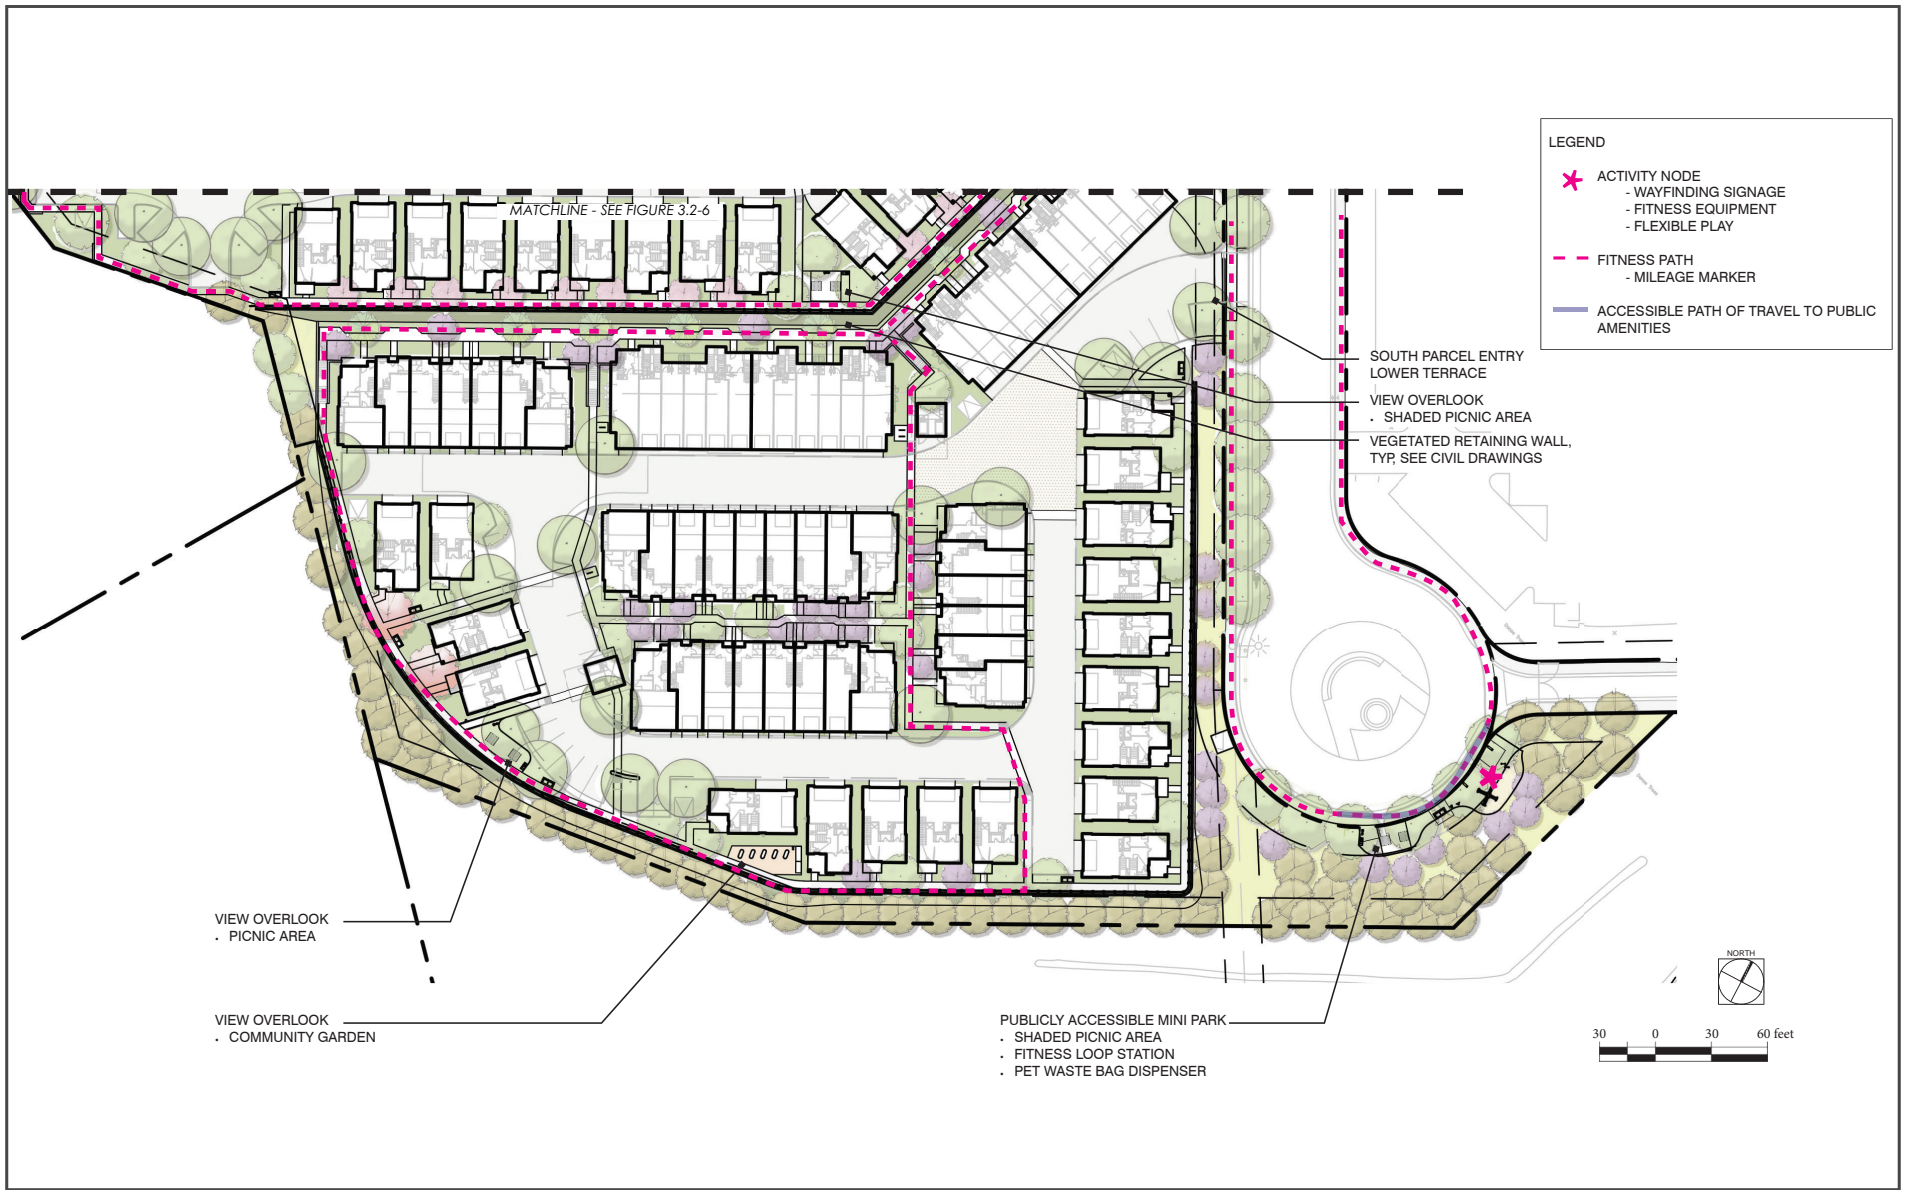 LEGEND
ACTIVITY NODE
- WAYFINDING SIGNAGE
- FITNESS EQUIPMENT
- FLEXIBLE PLAY
FITNESS PATH
- MILEAGE MARKER
ACCESSIBLE PATH OF TRAVEL TO PUBLIC
AMENITIES
MATCHLINE - SEE FIGURE 3.2-6
SOUTH PARCEL ENTRY
LOWER TERRACE
VIEW OVERLOOK
• SHADED PICNIC AREA
VEGETATED RETAINING WALL,
TYP, SEE CIVIL DRAWINGS
VIEW OVERLOOK
• PICNIC AREA
VIEW OVERLOOK
• COMMUNITY GARDEN
PUBLICLY ACCESSIBLE MINI PARK
• SHADED PICNIC AREA
• FITNESS LOOP STATION
• PET WASTE BAG DISPENSER
NORTH
30 0 30 60 feet